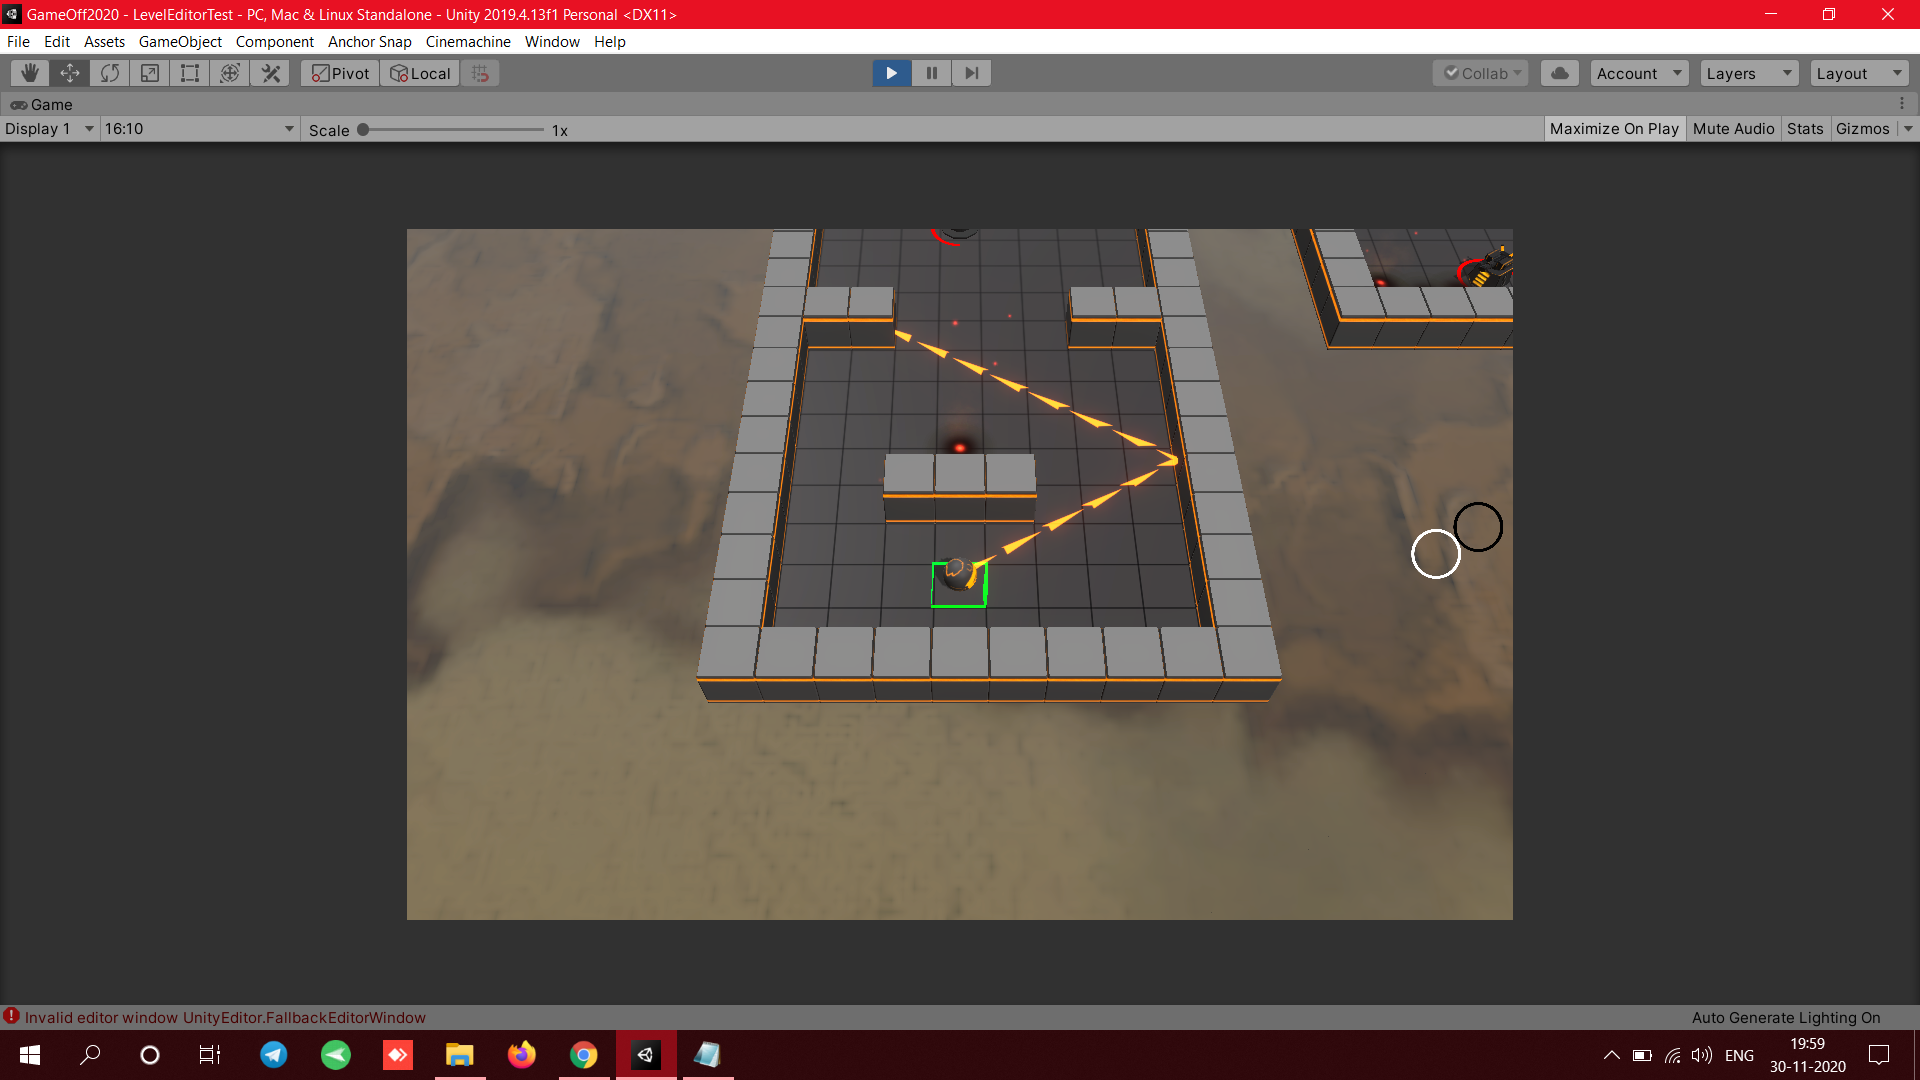 GameOff2020 - LevelEditorTest - PC, Mac & Linux Standalone - Unity 2019.4.13f1 Personal <DX11>
File Edit Assets GameObject Component Anchor Snap Cinemachine Window Help
Pivot Local Collab Account Layers Layout
Game
Display 1 16:10 Scale 1x Maximize On Play Mute Audio Stats Gizmos
Invalid editor window UnityEditor.FallbackEditorWindow Auto Generate Lighting On
ENG 19:59
30-11-2020